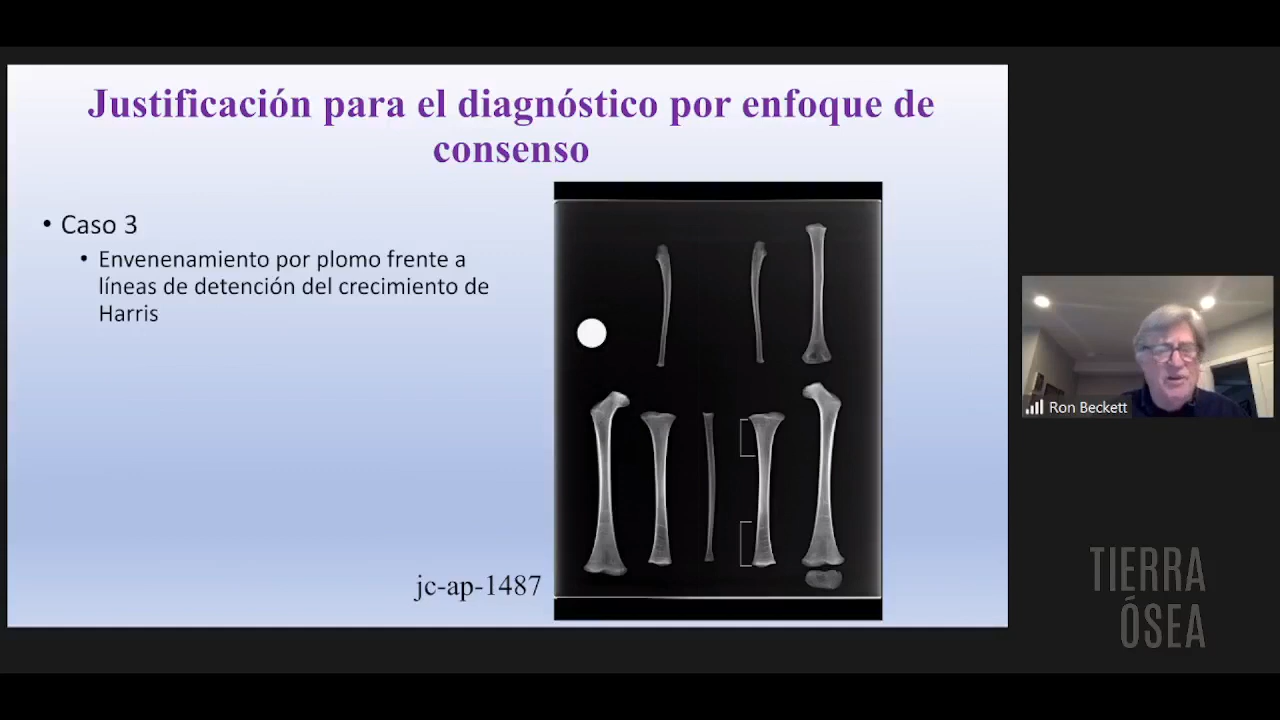 Justificación para el diagnóstico por enfoque de
consenso
• Caso 3
• Envenenamiento por plomo frente a
líneas de detención del crecimiento de
Harris
jc-ap-1487
Ron Beckett
TIERRA
ÓSEA